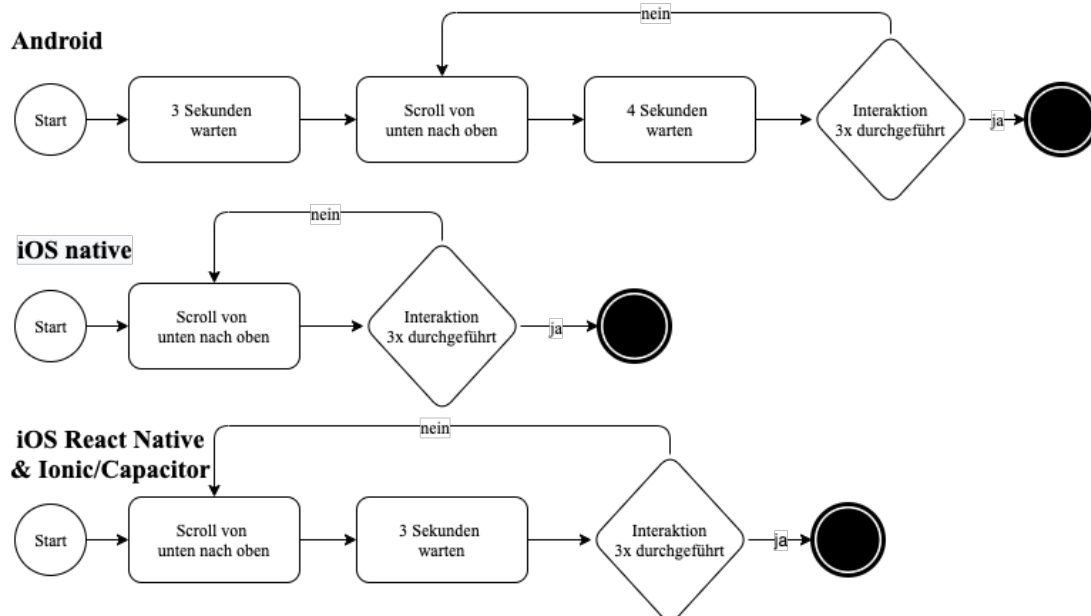 nein
Android
Start
3 Sekunden
warten
Scroll von
unten nach oben
4 Sekunden
warten
Interaktion
3x durchgeführt
ja
nein
iOS native
Start
Scroll von
unten nach oben
Interaktion
3x durchgeführt
ja
nein
iOS React Native
& Ionic/Capacitor
Start
Scroll von
unten nach oben
3 Sekunden
warten
Interaktion
3x durchgeführt
ja